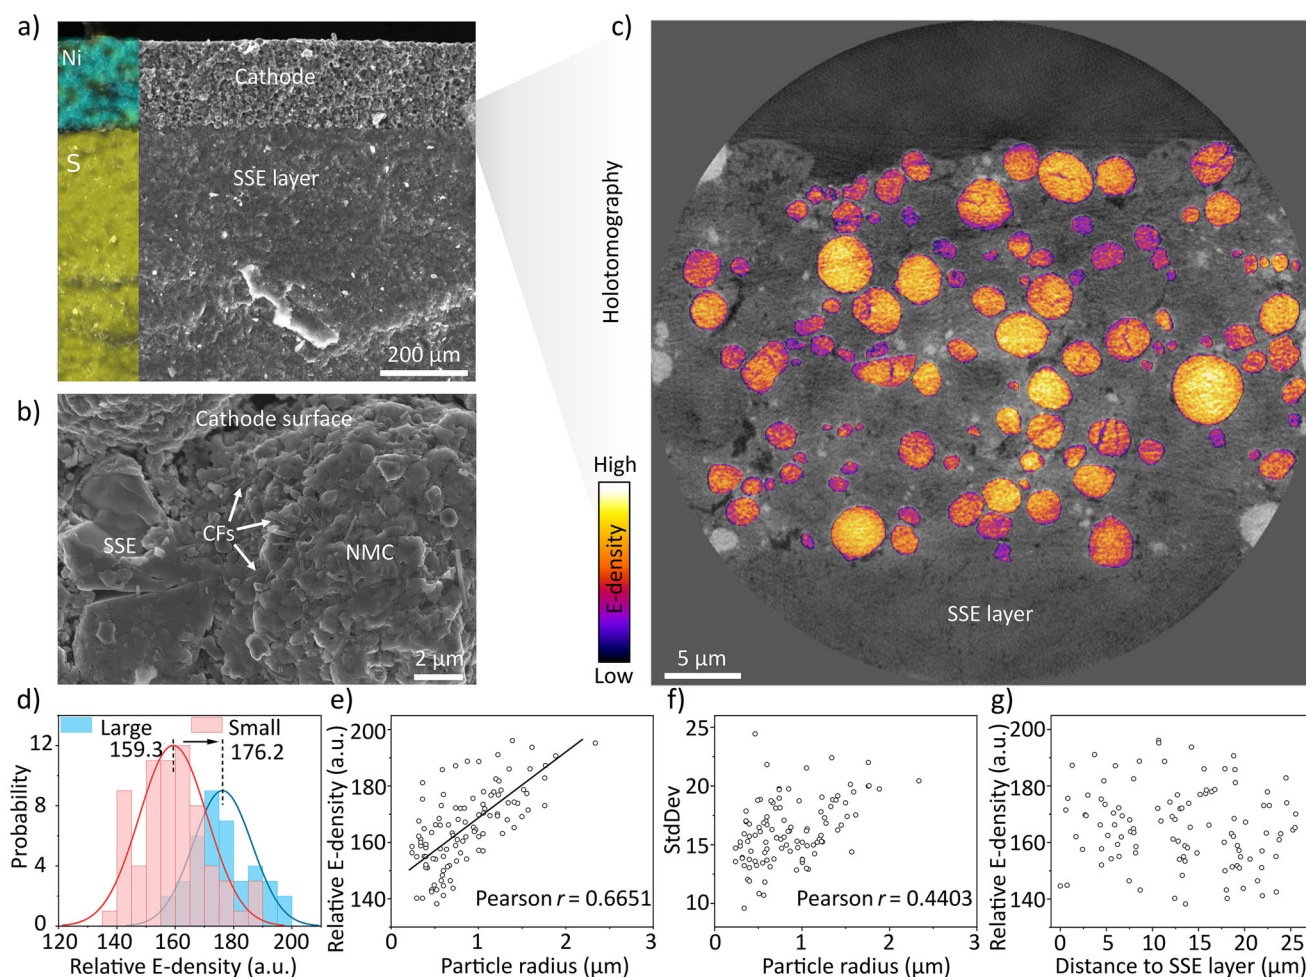 a)
Ni
Cathode
S
SSE layer
200 μm
b)
Cathode surface
CFs
SSE
NMC
2 μm
Holotomography
High
E-density
Low
c)
SSE layer
5 μm
d)
Large
Small
159.3
176.2
12
8
4
0
Probability
120 140 160 180 200
Relative E-density (a.u.)
e)
200
180
160
140
Relative E-density (a.u.)
Pearson r = 0.6651
0 1 2 3
Particle radius (μm)
f)
25
20
15
10
StdDev
Pearson r = 0.4403
0 1 2 3
Particle radius (μm)
g)
200
180
160
140
Relative E-density (a.u.)
0 5 10 15 20 25
Distance to SSE layer (μm)